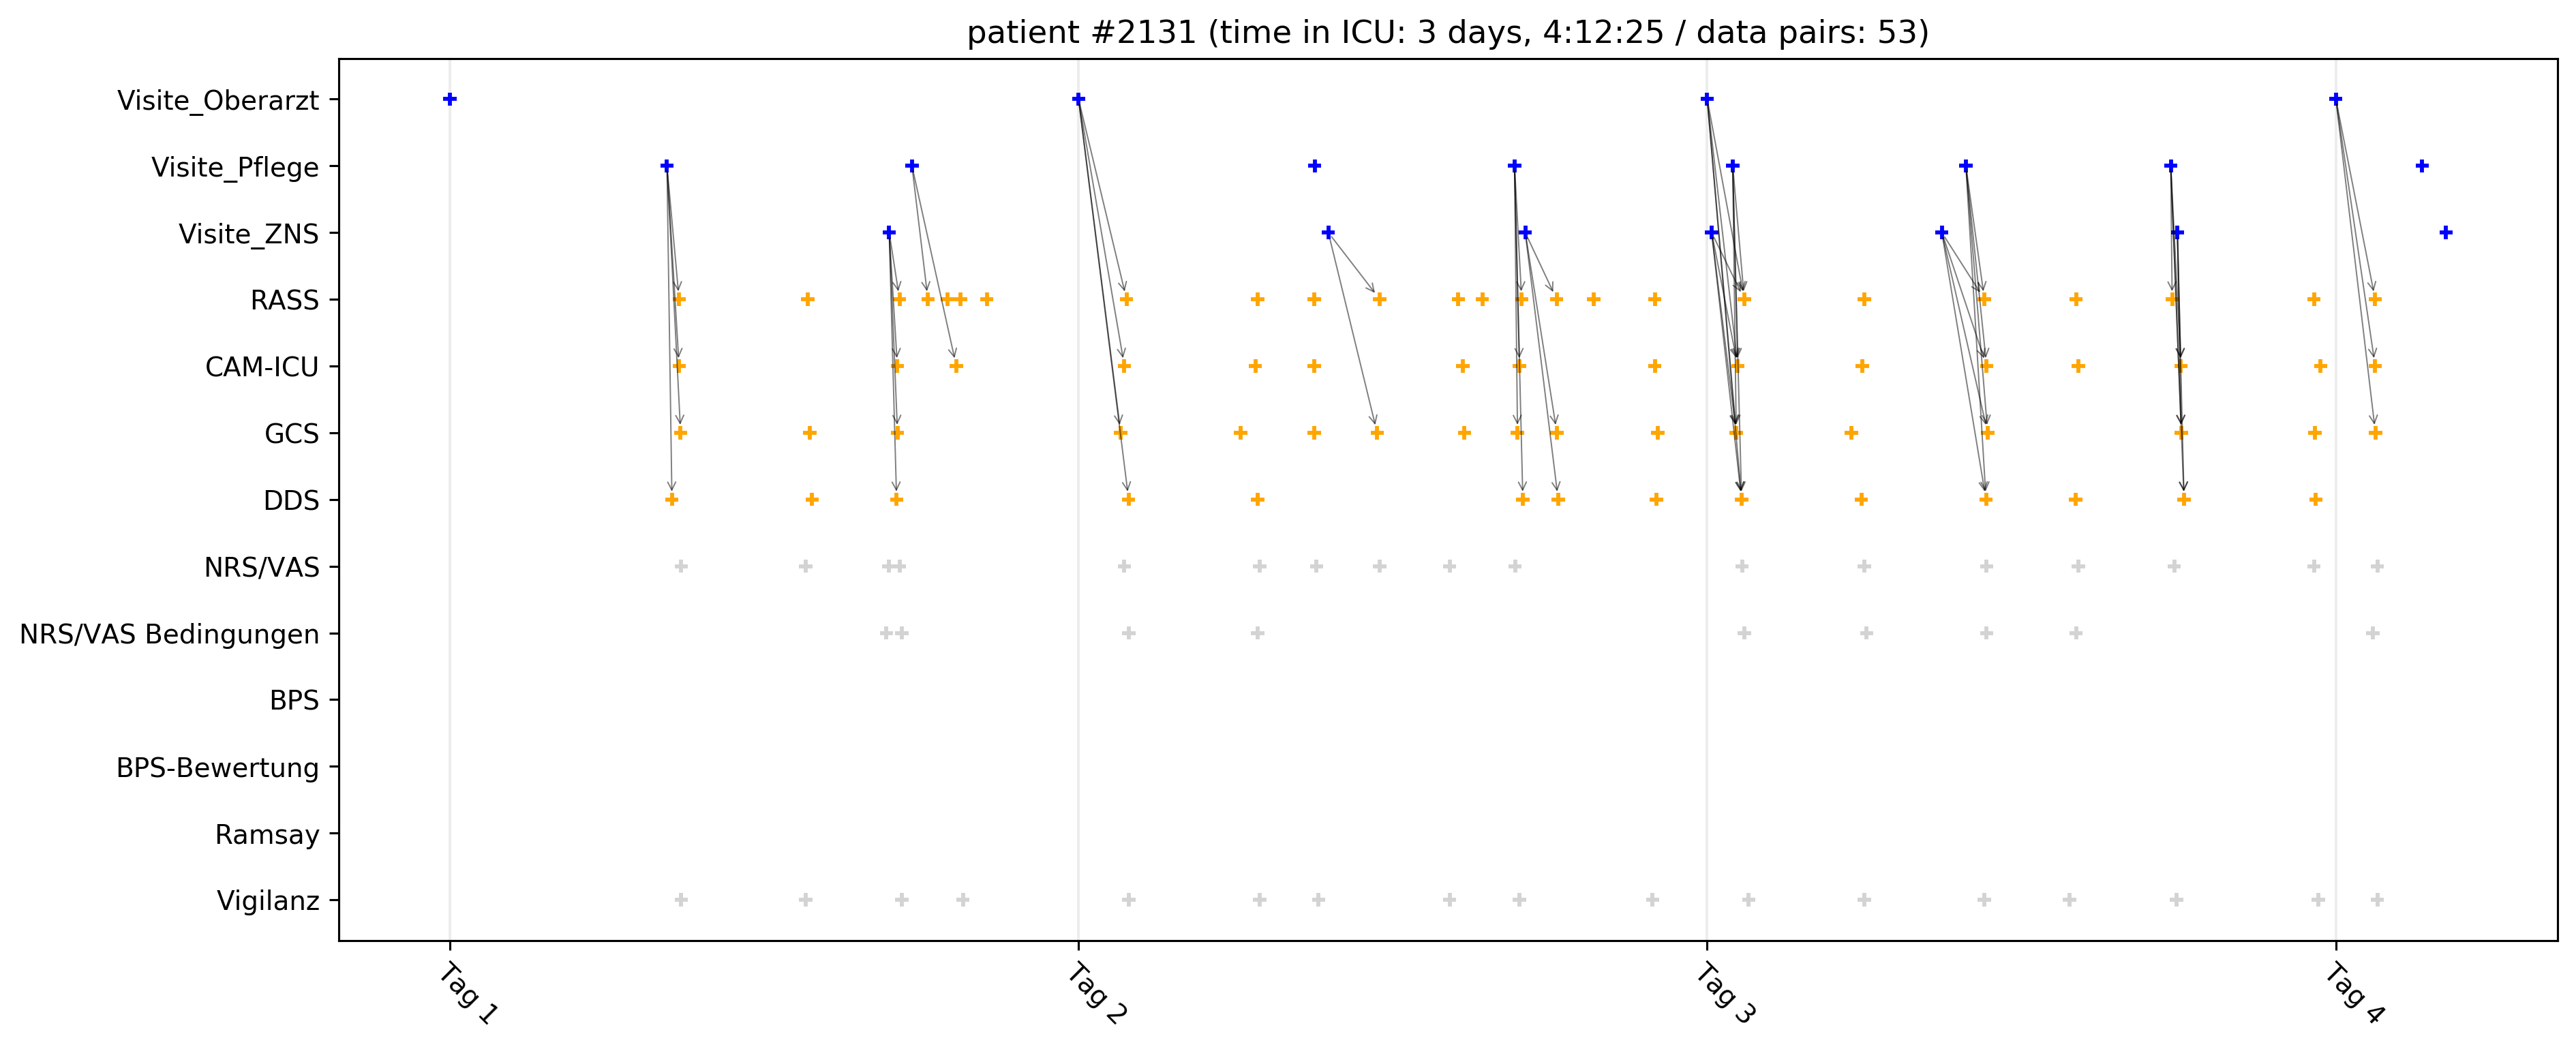 patient #2131 (time in ICU: 3 days, 4:12:25 / data pairs: 53)
Visite_Oberarzt
Visite_Pflege
Visite_ZNS
RASS
CAM-ICU
GCS
DDS
NRS/VAS
NRS/VAS Bedingungen
BPS
BPS-Bewertung
Ramsay
Vigilanz
Tag 1
Tag 2
Tag 3
Tag 4